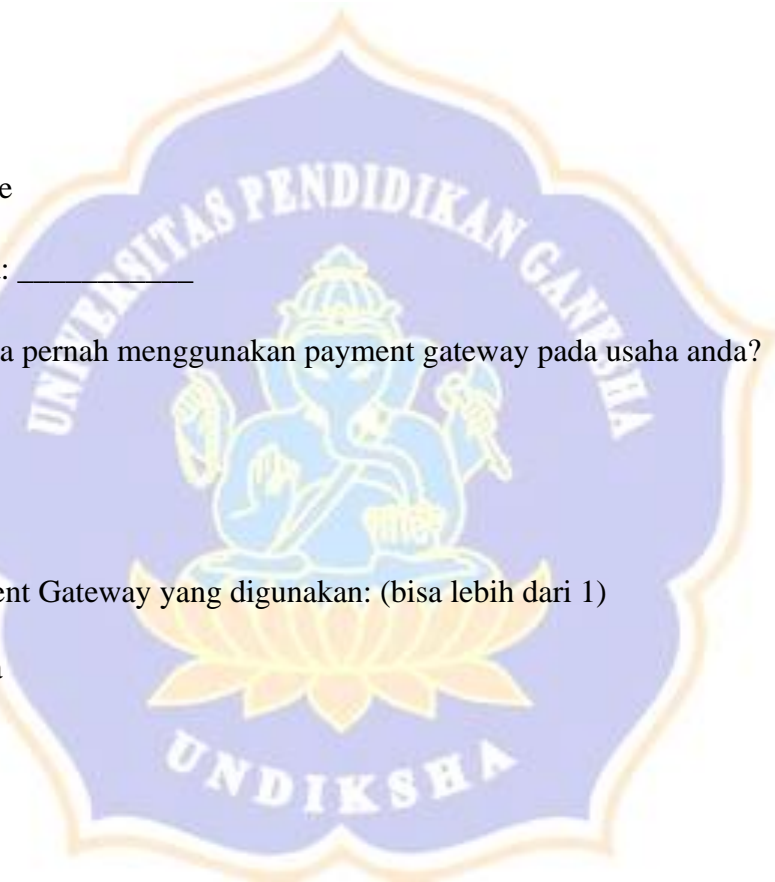 e
: ___________
a pernah menggunakan payment gateway pada usaha anda?
ent Gateway yang digunakan: (bisa lebih dari 1)
a
UNIVERSITAS PENDIDIKAN GANESHA
UNDIKSHA